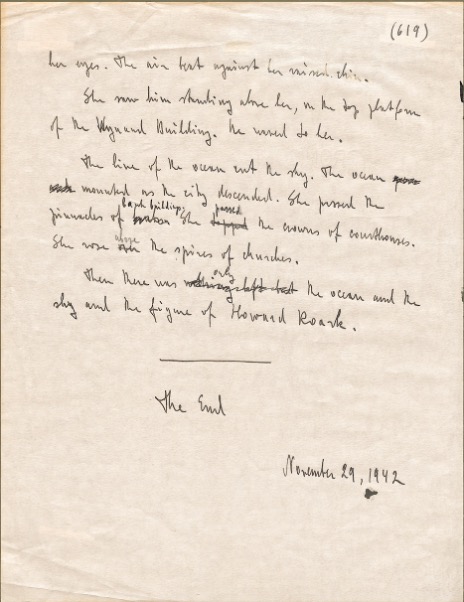 (619)
her eyes. The air beat against her raised chin.
She saw him standing above her, on the top platform
of the Wynand Building. He waved to her.
The line of the ocean cut the sky. The ocean
mounted as the city descended. She passed the
bank buildings. passed
pinnacles of banks. She topped the crowns of courthouses.
above
She rose over the spires of churches.
only
Then there was nothing left but the ocean and the
sky and the figure of Howard Roark.
The End
November 29, 1942